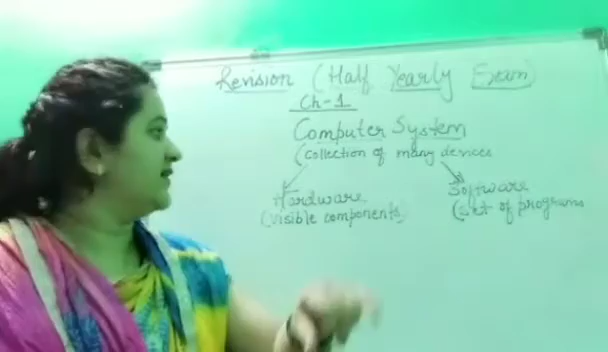 Revision (Half Yearly Exam)
Ch-1
Computer System
(collection of many devices
Hardware
(visible components)
Software
(set of programs